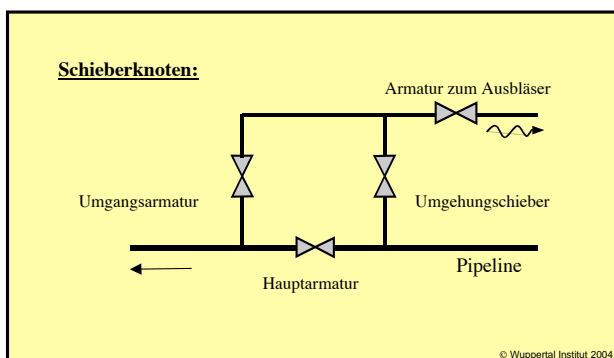 Schieberknoten:
Armatur zum Ausbläser
Umgangsarmatur
Umgehungschieber
Pipeline
Hauptarmatur
© Wuppertal Institut 2004